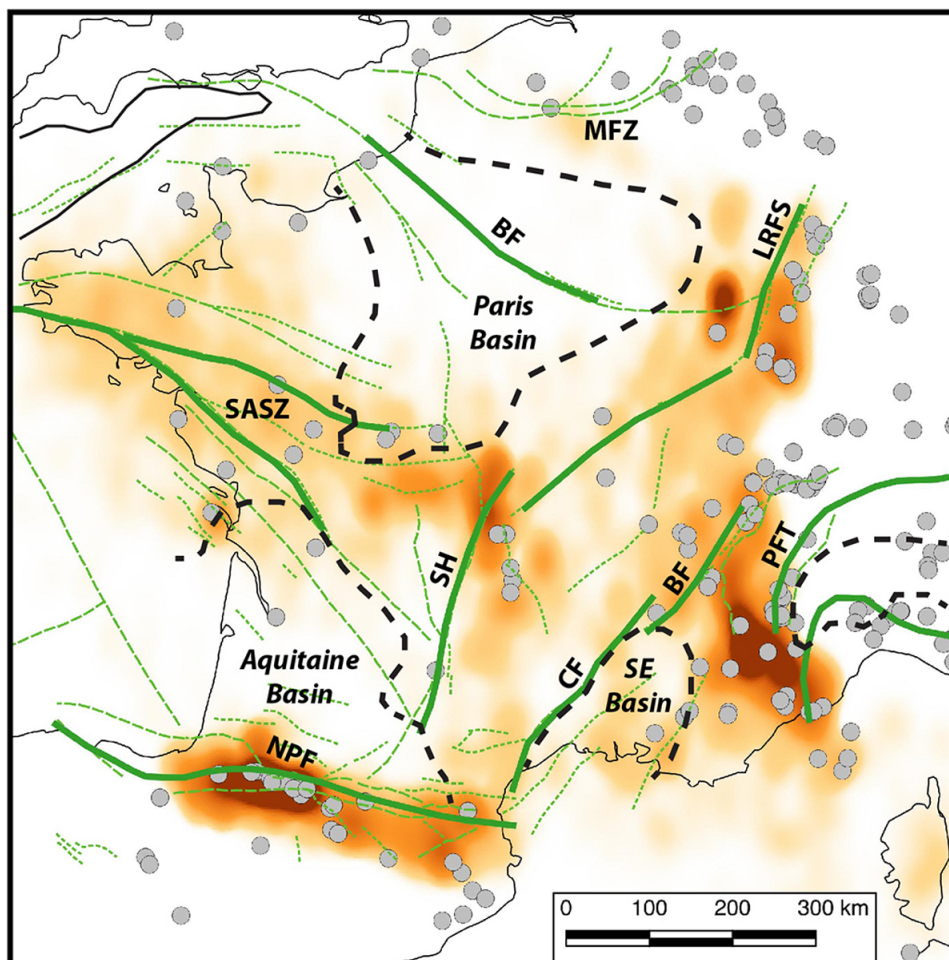 MFZ
LRFS
BF
Paris
Basin
SASZ
PFT
SH
BF
Aquitaine
Basin
CF
SE
Basin
NPF
0 100 200 300 km